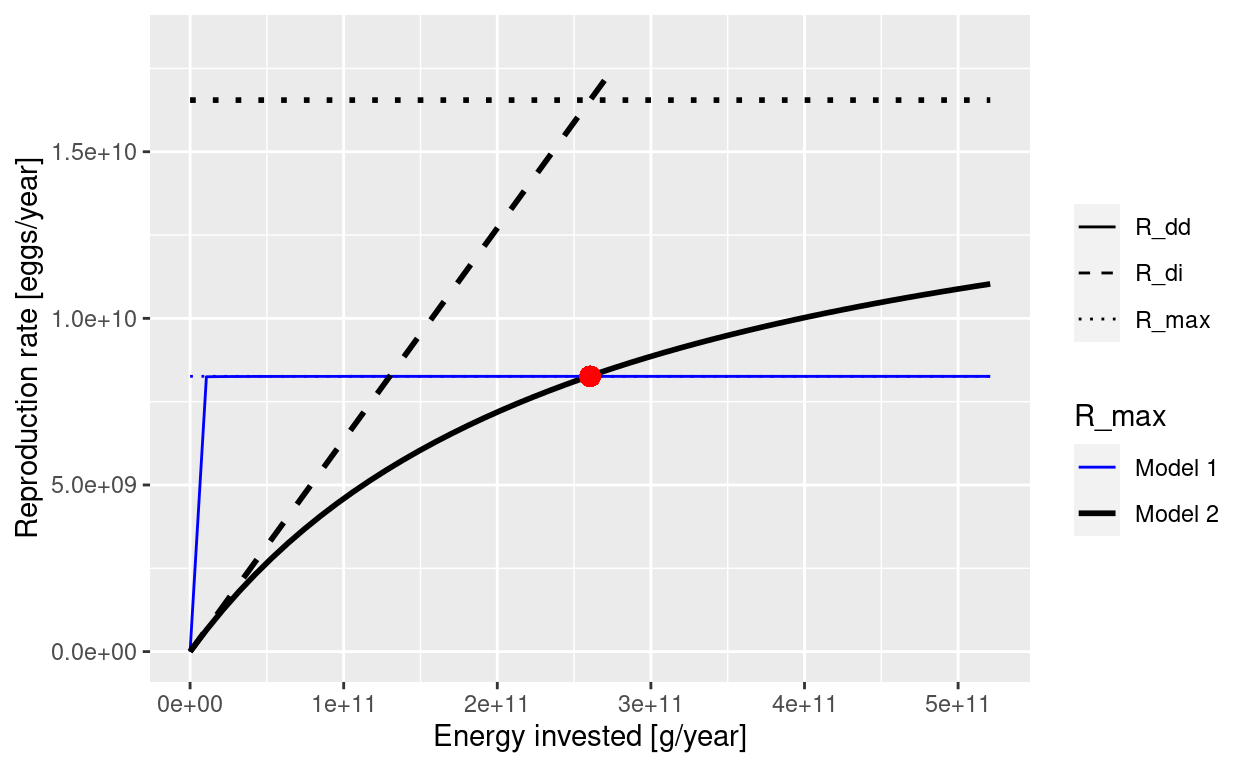 Reproduction rate [eggs/year]
1.5e+10
1.0e+10
5.0e+09
0.0e+00
0e+00 1e+11 2e+11 3e+11 4e+11 5e+11
Energy invested [g/year]
R_dd
R_di
R_max
R_max
Model 1
Model 2